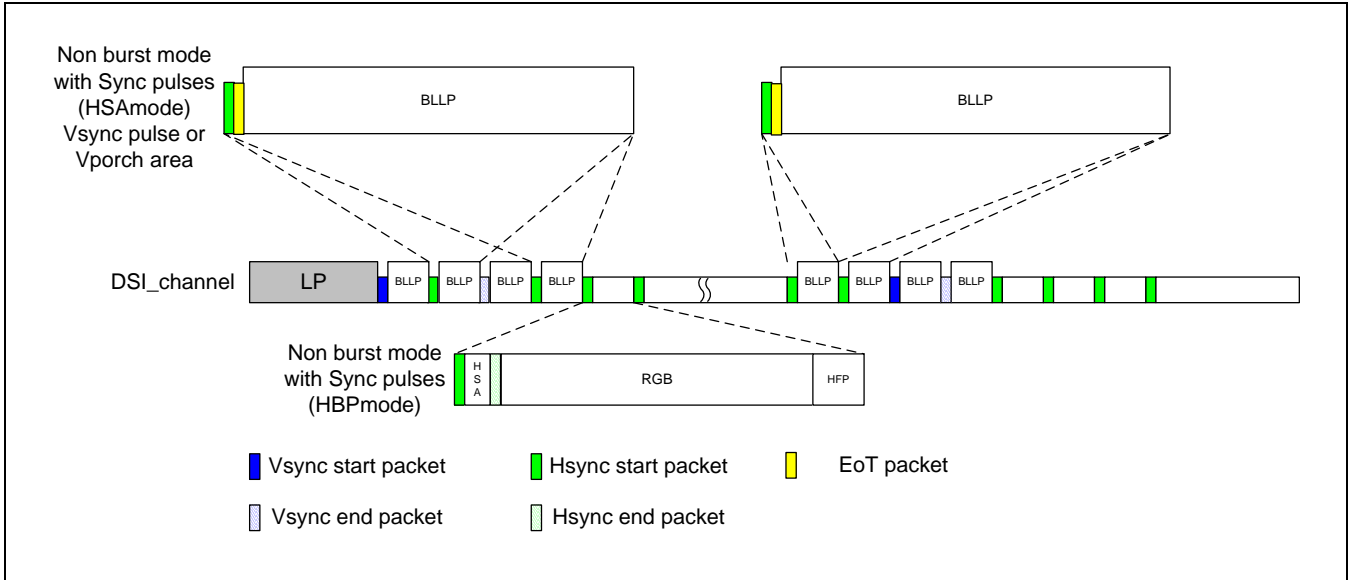 Non burst mode
with Sync pulses
(HSAmode)
Vsync pulse or
Vporch area
BLLP
BLLP
DSI_channel
LP
BLLP
BLLP
BLLP
BLLP
BLLP
BLLP
BLLP
BLLP
Non burst mode
with Sync pulses
(HBPmode)
H
S
A
RGB
HFP
Vsync start packet
Hsync start packet
EoT packet
Vsync end packet
Hsync end packet